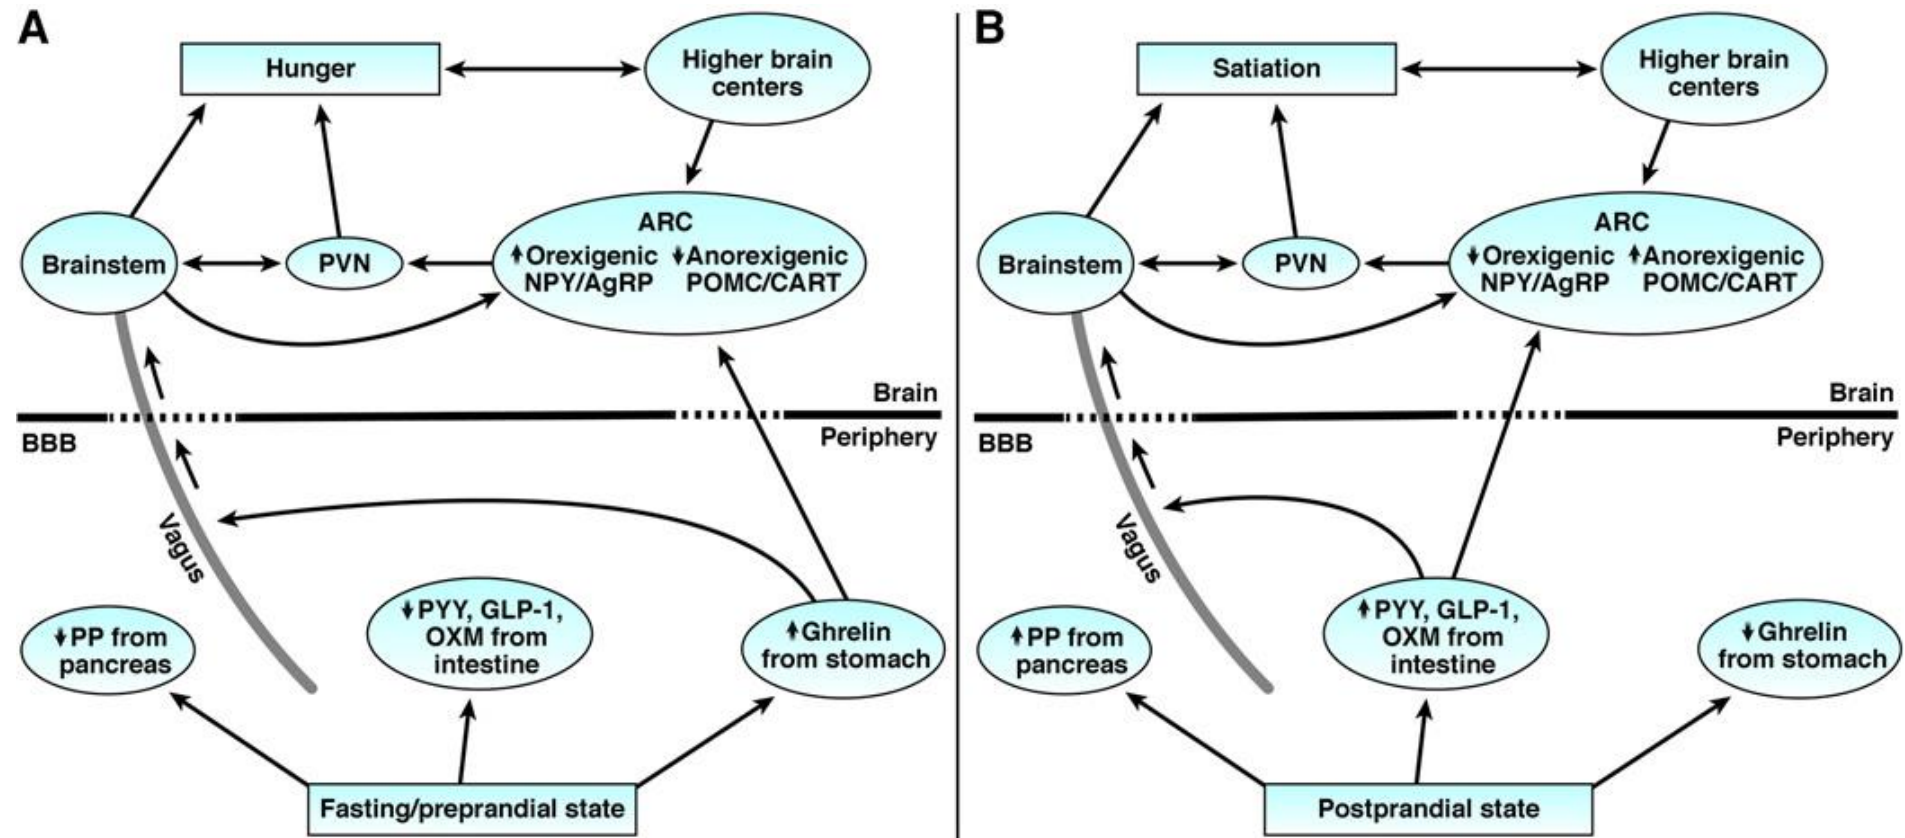 A
Hunger
Higher brain
centers
Brainstem
PVN
ARC
Orexigenic
NPY/AgRP
Anorexigenic
POMC/CART
Brain
BBB
Periphery
Vagus
PP from
pancreas
PYY, GLP-1,
OXM from
intestine
Ghrelin
from stomach
Fasting/preprandial state
B
Satiation
Higher brain
centers
Brainstem
PVN
ARC
Orexigenic
NPY/AgRP
Anorexigenic
POMC/CART
Brain
BBB
Periphery
Vagus
PP from
pancreas
PYY, GLP-1,
OXM from
intestine
Ghrelin
from stomach
Postprandial state